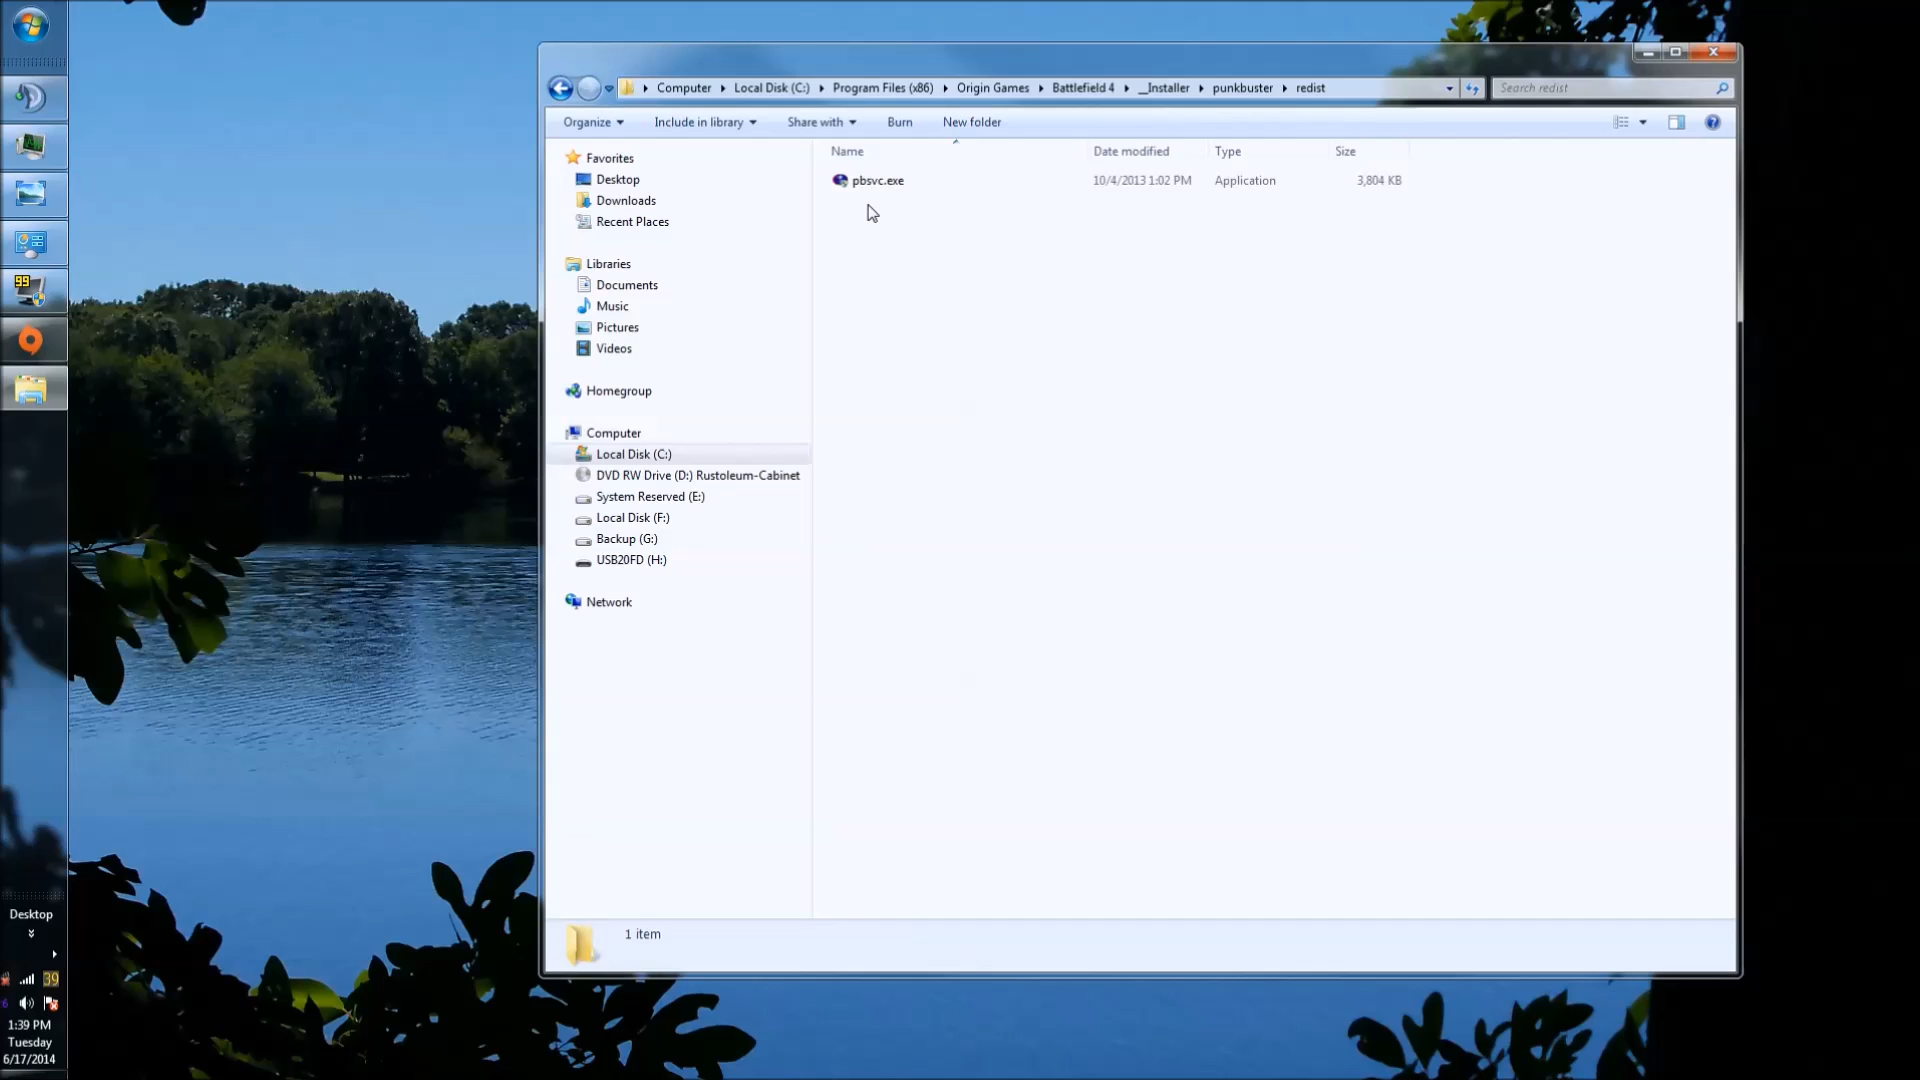 Computer Local Disk (C:) Program Files (x86) Origin Games Battlefield 4 __Installer punkbuster redist
Search redist
Organize Include in library Share with Burn New folder
Name Date modified Type Size
pbsvc.exe 10/4/2013 1:02 PM Application 3,804 KB
Favorites
Desktop
Downloads
Recent Places
Libraries
Documents
Music
Pictures
Videos
Homegroup
Computer
Local Disk (C:)
DVD RW Drive (D:) Rustoleum-Cabinet
System Reserved (E:)
Local Disk (F:)
Backup (G:)
USB20FD (H:)
Network
1 item
99
Desktop
39
6
1:39 PM
Tuesday
6/17/2014